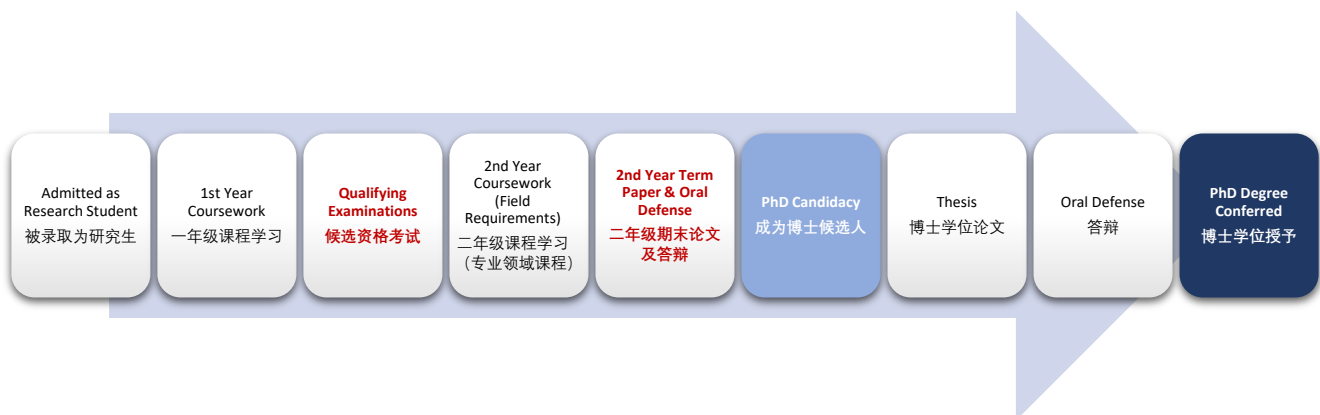 Admitted as
Research Student
被录取为研究生
1st Year
Coursework
一年级课程学习
Qualifying
Examinations
候选资格考试
2nd Year
Coursework
(Field
Requirements)
二年级课程学习
（专业领域课程）
2nd Year Term
Paper & Oral
Defense
二年级期末论文
及答辩
PhD Candidacy
成为博士候选人
Thesis
博士学位论文
Oral Defense
答辩
PhD Degree
Conferred
博士学位授予